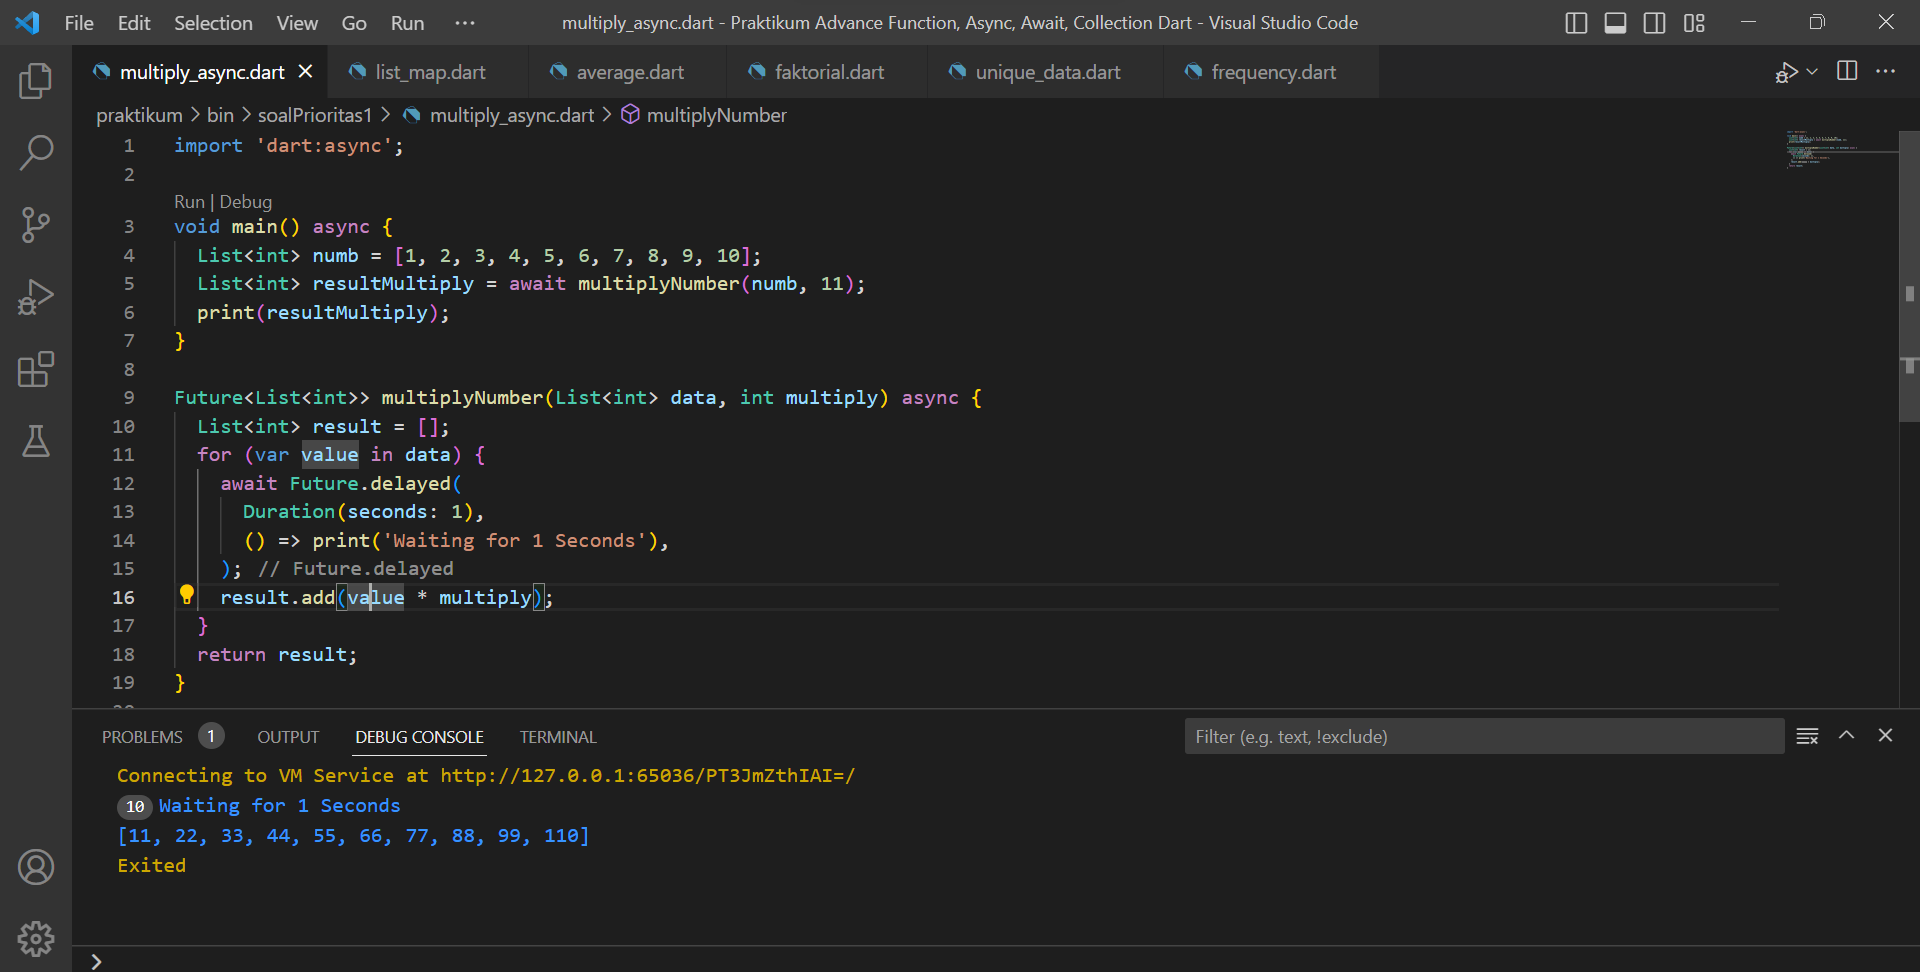 File Edit Selection View Go Run ··· multiply_async.dart - Praktikum Advance Function, Async, Await, Collection Dart - Visual Studio Code
multiply_async.dart list_map.dart average.dart faktorial.dart unique_data.dart frequency.dart
praktikum > bin > soalPrioritas1 > multiply_async.dart > multiplyNumber
1 import 'dart:async';
2
Run | Debug
3 void main() async {
4 List<int> numb = [1, 2, 3, 4, 5, 6, 7, 8, 9, 10];
5 List<int> resultMultiply = await multiplyNumber(numb, 11);
6 print(resultMultiply);
7 }
8
9 Future<List<int>> multiplyNumber(List<int> data, int multiply) async {
10 List<int> result = [];
11 for (var value in data) {
12 await Future.delayed(
13 Duration(seconds: 1),
14 () => print('Waiting for 1 Seconds'),
15 ); // Future.delayed
16 result.add(value * multiply);
17 }
18 return result;
19 }
PROBLEMS 1 OUTPUT DEBUG CONSOLE TERMINAL Filter (e.g. text, !exclude)
Connecting to VM Service at http://127.0.0.1:65036/PT3JmZthIAI=/
10 Waiting for 1 Seconds
[11, 22, 33, 44, 55, 66, 77, 88, 99, 110]
Exited
>